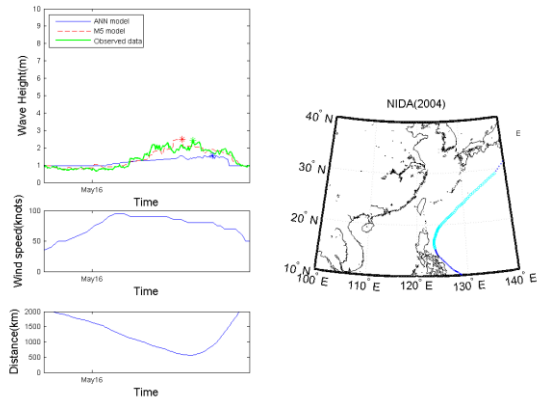 ANN model
M5 model
Observed data
Wave Height(m)
10
9
8
7
6
5
4
3
2
1
0
May16
Time
Wind speed(Knots)
100
50
0
May16
Time
Distance(km)
2000
1500
1000
500
0
May16
Time
NIDA(2004)
40° N
30° N
20° N
10° N
100° E
110° E
120° E
130° E
140° E
E